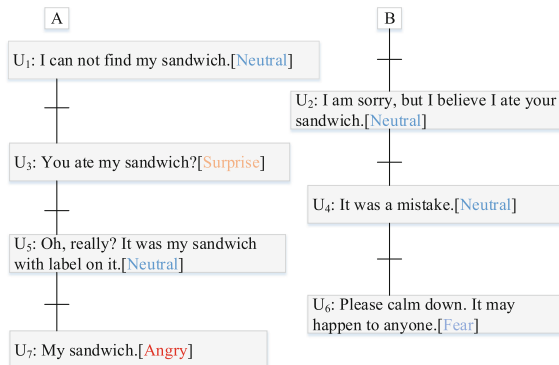 A
B
U₁: I can not find my sandwich.[Neutral]
U₂: I am sorry, but I believe I ate your
sandwich.[Neutral]
U₃: You ate my sandwich?[Surprise]
U₄: It was a mistake.[Neutral]
U₅: Oh, really? It was my sandwich
with label on it.[Neutral]
U₆: Please calm down. It may
happen to anyone.[Fear]
U₇: My sandwich.[Angry]